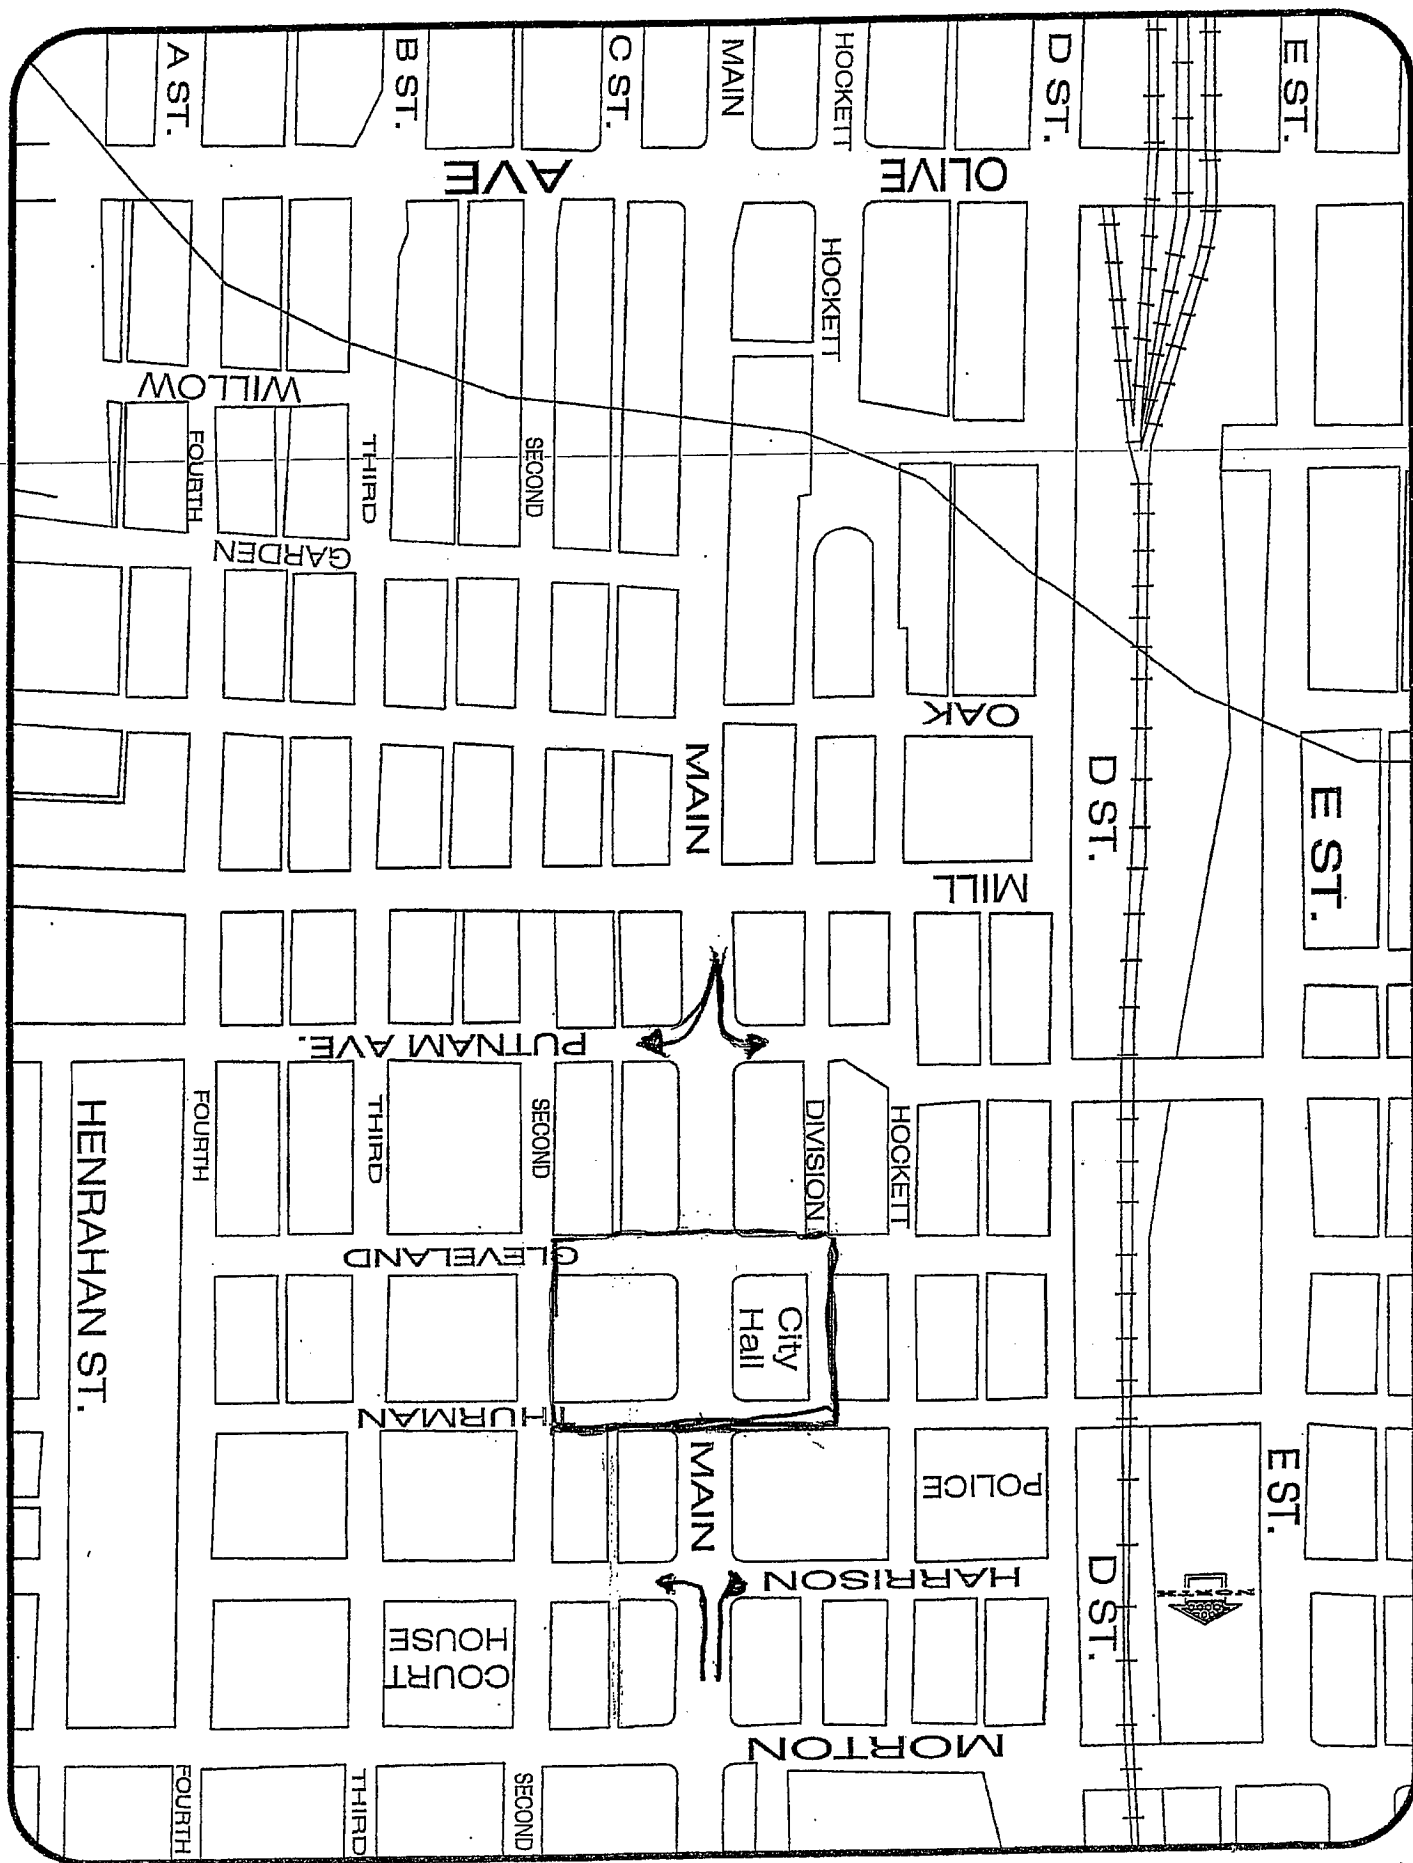 A ST.
B ST.
C ST.
MAIN
HOCKETT
D ST.
E ST.
OLIVE
AVE
HOCKETT
WILLOW
FOURTH
THIRD
SECOND
GARDEN
OAK
MAIN
D ST.
E ST.
MILL
PUTNAM AVE.
HENRAHAN ST.
FOURTH
THIRD
SECOND
DIVISION
HOCKETT
CLEVELAND
City
Hall
THURMAN
MAIN
POLICE
E ST.
HARRISON
D ST.
NORTH
COURT
HOUSE
MORTON
FOURTH
THIRD
SECOND